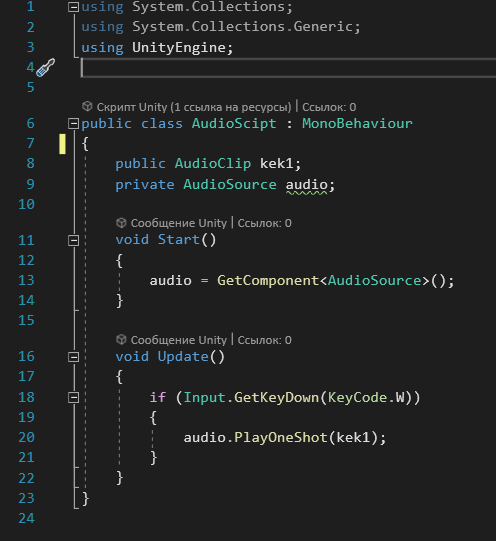 1 using System.Collections;
2 using System.Collections.Generic;
3 using UnityEngine;
4
5
Скрипт Unity (1 ссылка на ресурсы) | Ссылок: 0
6 public class AudioScipt : MonoBehaviour
7 {
8 public AudioClip kek1;
9 private AudioSource audio;
10
Сообщение Unity | Ссылок: 0
11 void Start()
12 {
13 audio = GetComponent<AudioSource>();
14 }
15
Сообщение Unity | Ссылок: 0
16 void Update()
17 {
18 if (Input.GetKeyDown(KeyCode.W))
19 {
20 audio.PlayOneShot(kek1);
21 }
22 }
23 }
24